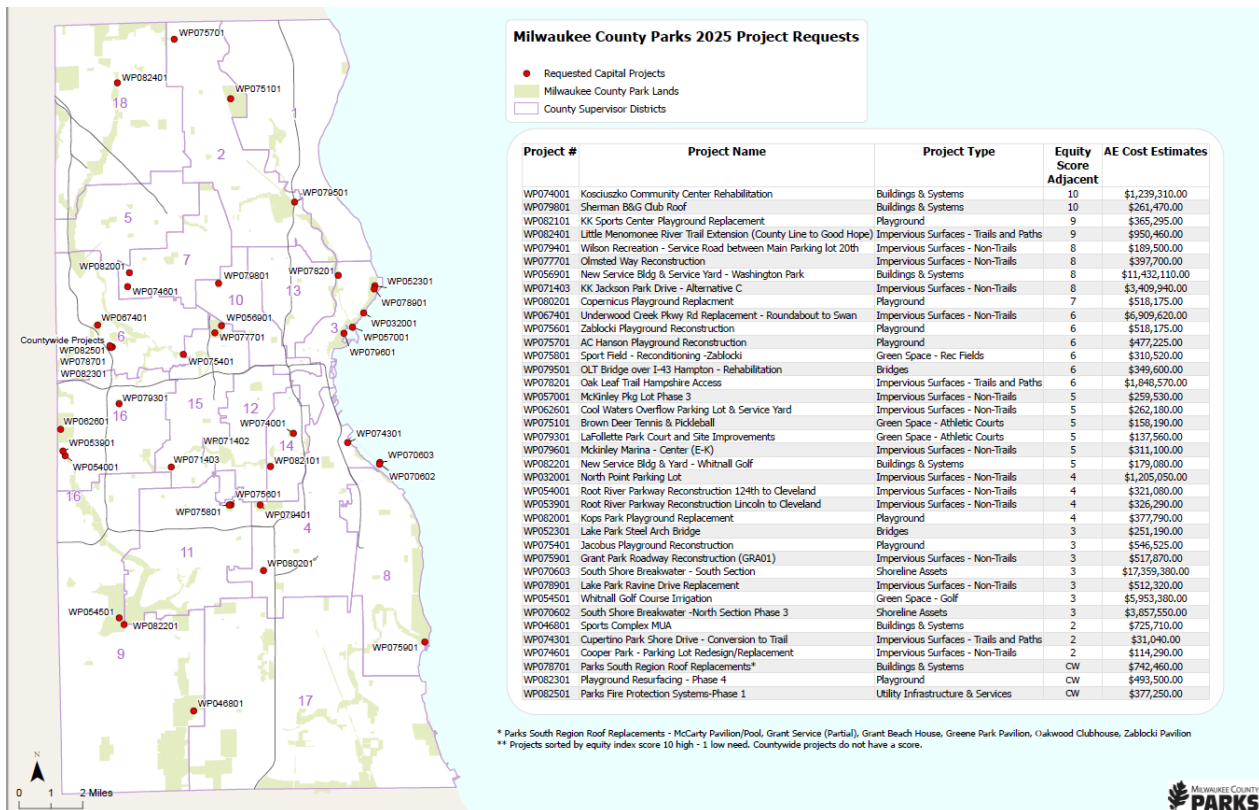 WP075701
WP082401
18
WP075101
1
2
WP079501
5
7
WP082001
WP079801
WP078201
WP052301
WP074601
10
13
WP078901
WP067401
WP056901
WP032001
3
WP057001
6
WP077701
Countywide Projects
WP082501
WP079601
WP078701
WP075401
WP082301
WP079301
16
15
12
WP062601
WP074001
WP053901
WP071402
14
WP074301
WP071403
WP082101
WP070603
WP054001
WP070602
16
WP075601
WP075801
WP079401
4
11
WP080201
8
WP054501
WP082201
WP075901
9
WP046801
17
N
0 1 2 Miles
Milwaukee County Parks 2025 Project Requests
Requested Capital Projects
Milwaukee County Park Lands
County Supervisor Districts
Project # Project Name Project Type Equity Score Adjacent AE Cost Estimates
WP074001 Kosciuszko Community Center Rehabilitation Buildings & Systems 10 $1,239,310.00
WP079801 Sherman B&G Club Roof Buildings & Systems 10 $261,470.00
WP082101 KK Sports Center Playground Replacement Playground 9 $365,295.00
WP082401 Little Menomonee River Trail Extension (County Line to Good Hope) Impervious Surfaces - Trails and Paths 9 $950,460.00
WP079401 Wilson Recreation - Service Road between Main Parking lot 20th Impervious Surfaces - Non-Trails 8 $189,500.00
WP077701 Olmsted Way Reconstruction Impervious Surfaces - Non-Trails 8 $397,700.00
WP056901 New Service Bldg & Service Yard - Washington Park Buildings & Systems 8 $11,432,110.00
WP071403 KK Jackson Park Drive - Alternative C Impervious Surfaces - Non-Trails 8 $3,409,940.00
WP080201 Copernicus Playground Replacment Playground 7 $518,175.00
WP067401 Underwood Creek Pkwy Rd Replacement - Roundabout to Swan Impervious Surfaces - Non-Trails 6 $6,909,620.00
WP075601 Zablocki Playground Reconstruction Playground 6 $518,175.00
WP075701 AC Hanson Playground Reconstruction Playground 6 $477,225.00
WP075801 Sport Field - Reconditioning -Zablocki Green Space - Rec Fields 6 $310,520.00
WP079501 OLT Bridge over I-43 Hampton - Rehabilitation Bridges 6 $349,600.00
WP078201 Oak Leaf Trail Hampshire Access Impervious Surfaces - Trails and Paths 6 $1,848,570.00
WP057001 McKinley Pkg Lot Phase 3 Impervious Surfaces - Non-Trails 5 $259,530.00
WP062601 Cool Waters Overflow Parking Lot & Service Yard Impervious Surfaces - Non-Trails 5 $262,180.00
WP075101 Brown Deer Tennis & Pickleball Green Space - Athletic Courts 5 $158,190.00
WP079301 LaFollette Park Court and Site Improvements Green Space - Athletic Courts 5 $137,560.00
WP079601 Mckinley Marina - Center (E-K) Impervious Surfaces - Non-Trails 5 $311,100.00
WP082201 New Service Bldg & Yard - Whitnall Golf Buildings & Systems 5 $179,080.00
WP032001 North Point Parking Lot Impervious Surfaces - Non-Trails 4 $1,205,050.00
WP054001 Root River Parkway Reconstruction 124th to Cleveland Impervious Surfaces - Non-Trails 4 $321,080.00
WP053901 Root River Parkway Reconstruction Lincoln to Cleveland Impervious Surfaces - Non-Trails 4 $326,290.00
WP082001 Kops Park Playground Replacement Playground 4 $377,790.00
WP052301 Lake Park Steel Arch Bridge Bridges 3 $251,190.00
WP075401 Jacobus Playground Reconstruction Playground 3 $546,525.00
WP075901 Grant Park Roadway Reconstruction (GRA01) Impervious Surfaces - Non-Trails 3 $517,870.00
WP070603 South Shore Breakwater - South Section Shoreline Assets 3 $17,359,380.00
WP078901 Lake Park Ravine Drive Replacement Impervious Surfaces - Non-Trails 3 $512,320.00
WP054501 Whitnall Golf Course Irrigation Green Space - Golf 3 $5,953,380.00
WP070602 South Shore Breakwater -North Section Phase 3 Shoreline Assets 3 $3,857,550.00
WP046801 Sports Complex MUA Buildings & Systems 2 $725,710.00
WP074301 Cupertino Park Shore Drive - Conversion to Trail Impervious Surfaces - Trails and Paths 2 $31,040.00
WP074601 Cooper Park - Parking Lot Redesign/Replacement Impervious Surfaces - Non-Trails 2 $114,290.00
WP078701 Parks South Region Roof Replacements* Buildings & Systems CW $742,460.00
WP082301 Playground Resurfacing - Phase 4 Playground CW $493,500.00
WP082501 Parks Fire Protection Systems-Phase 1 Utility Infrastructure & Services CW $377,250.00
* Parks South Region Roof Replacements - McCarty Pavilion/Pool, Grant Service (Partial), Grant Beach House, Greene Park Pavilion, Oakwood Clubhouse, Zablocki Pavilion
** Projects sorted by equity index score 10 high - 1 low need. Countywide projects do not have a score.
MILWAUKEE COUNTY
PARKS